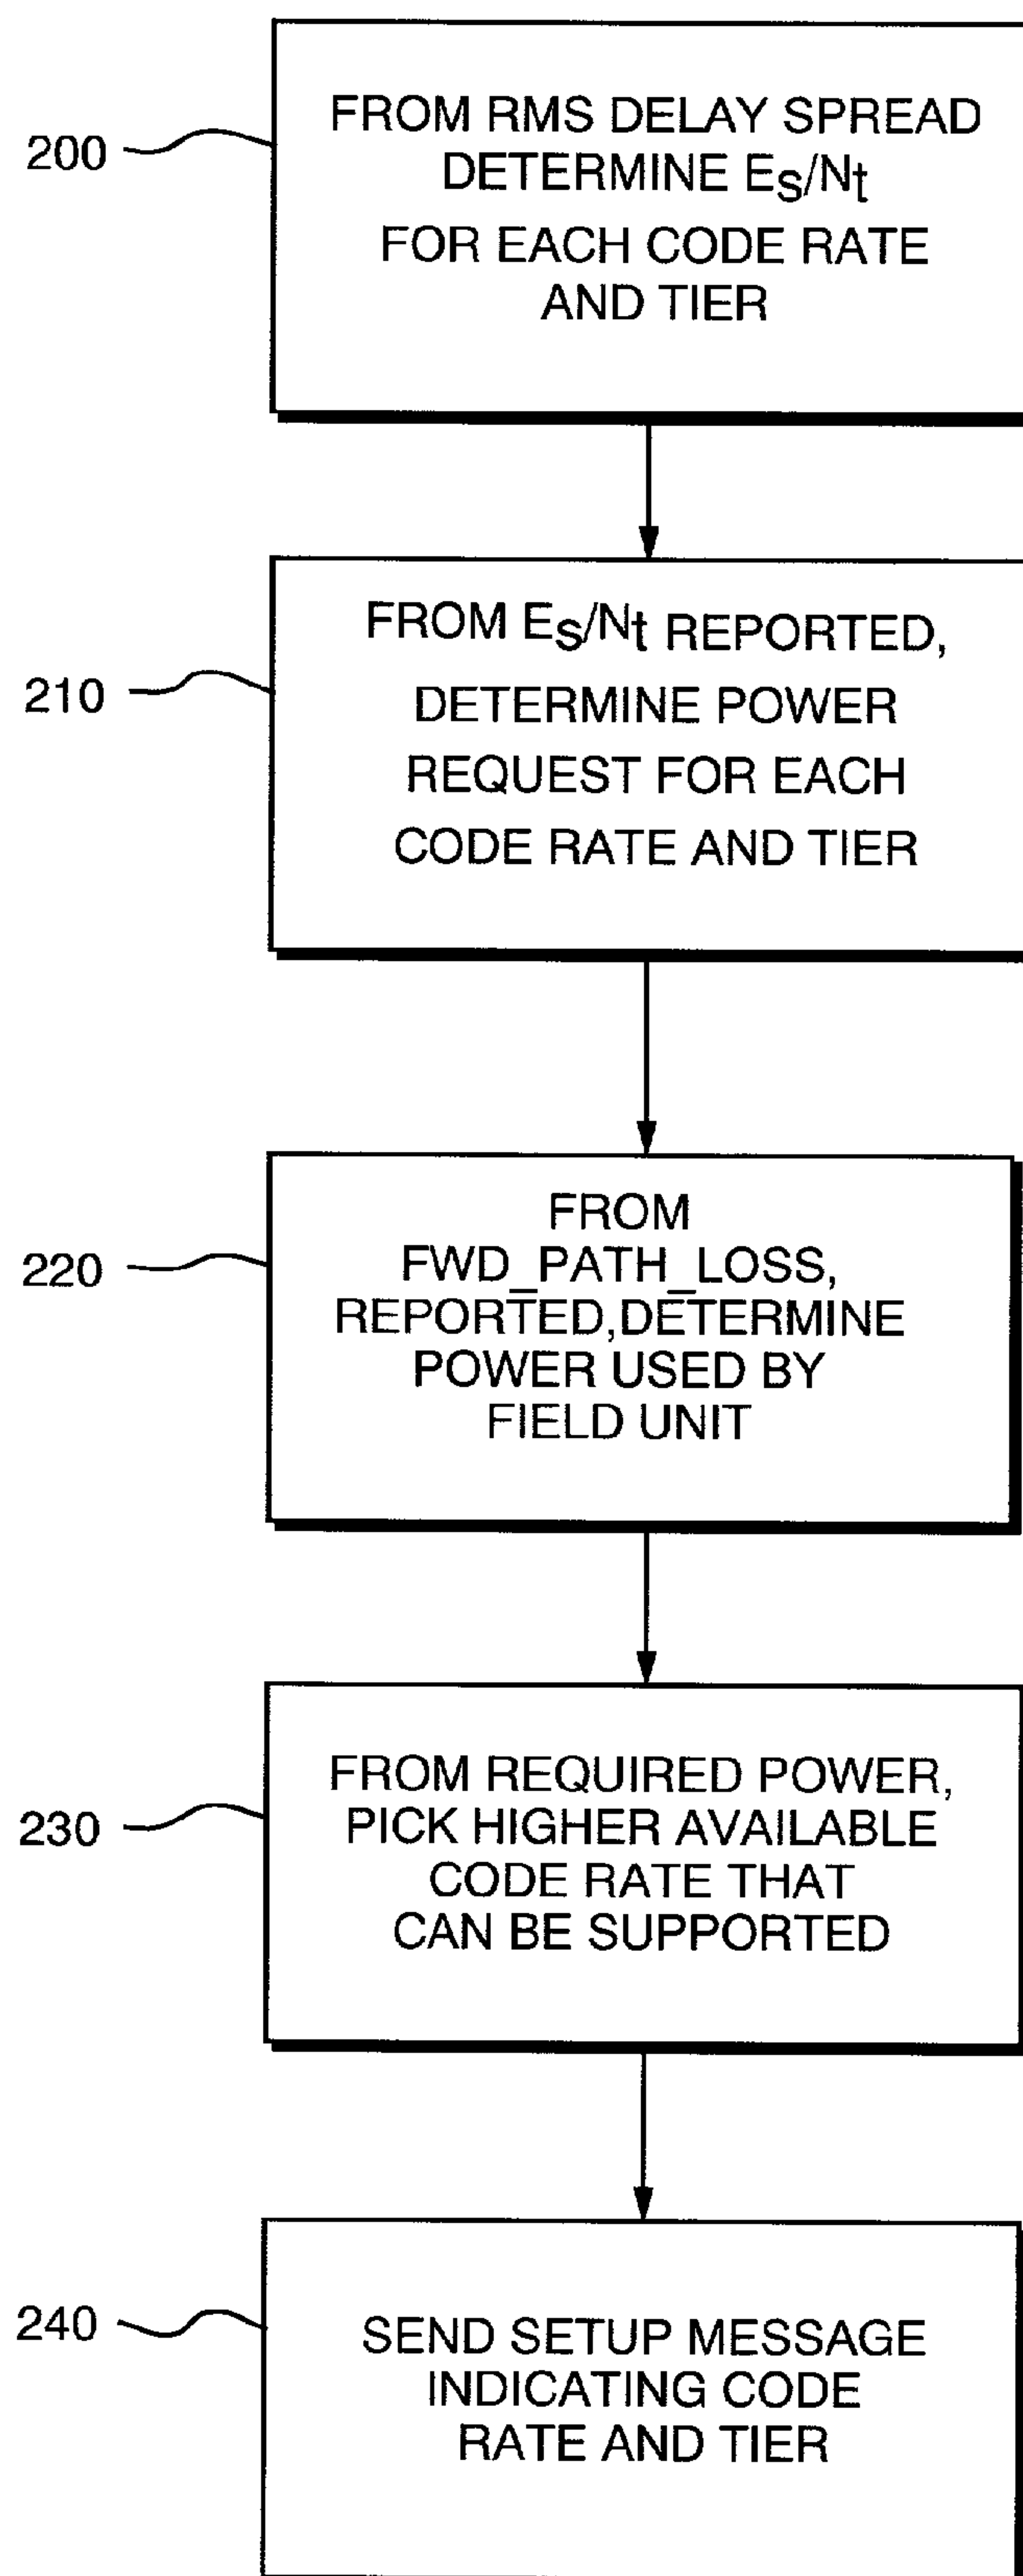 200
FROM RMS DELAY SPREAD
DETERMINE Es/Nt
FOR EACH CODE RATE
AND TIER
210
FROM Es/Nt REPORTED,
DETERMINE POWER
REQUEST FOR EACH
CODE RATE AND TIER
220
FROM
FWD_PATH_LOSS,
REPORTED,DETERMINE
POWER USED BY
FIELD UNIT
230
FROM REQUIRED POWER,
PICK HIGHER AVAILABLE
CODE RATE THAT
CAN BE SUPPORTED
240
SEND SETUP MESSAGE
INDICATING CODE
RATE AND TIER